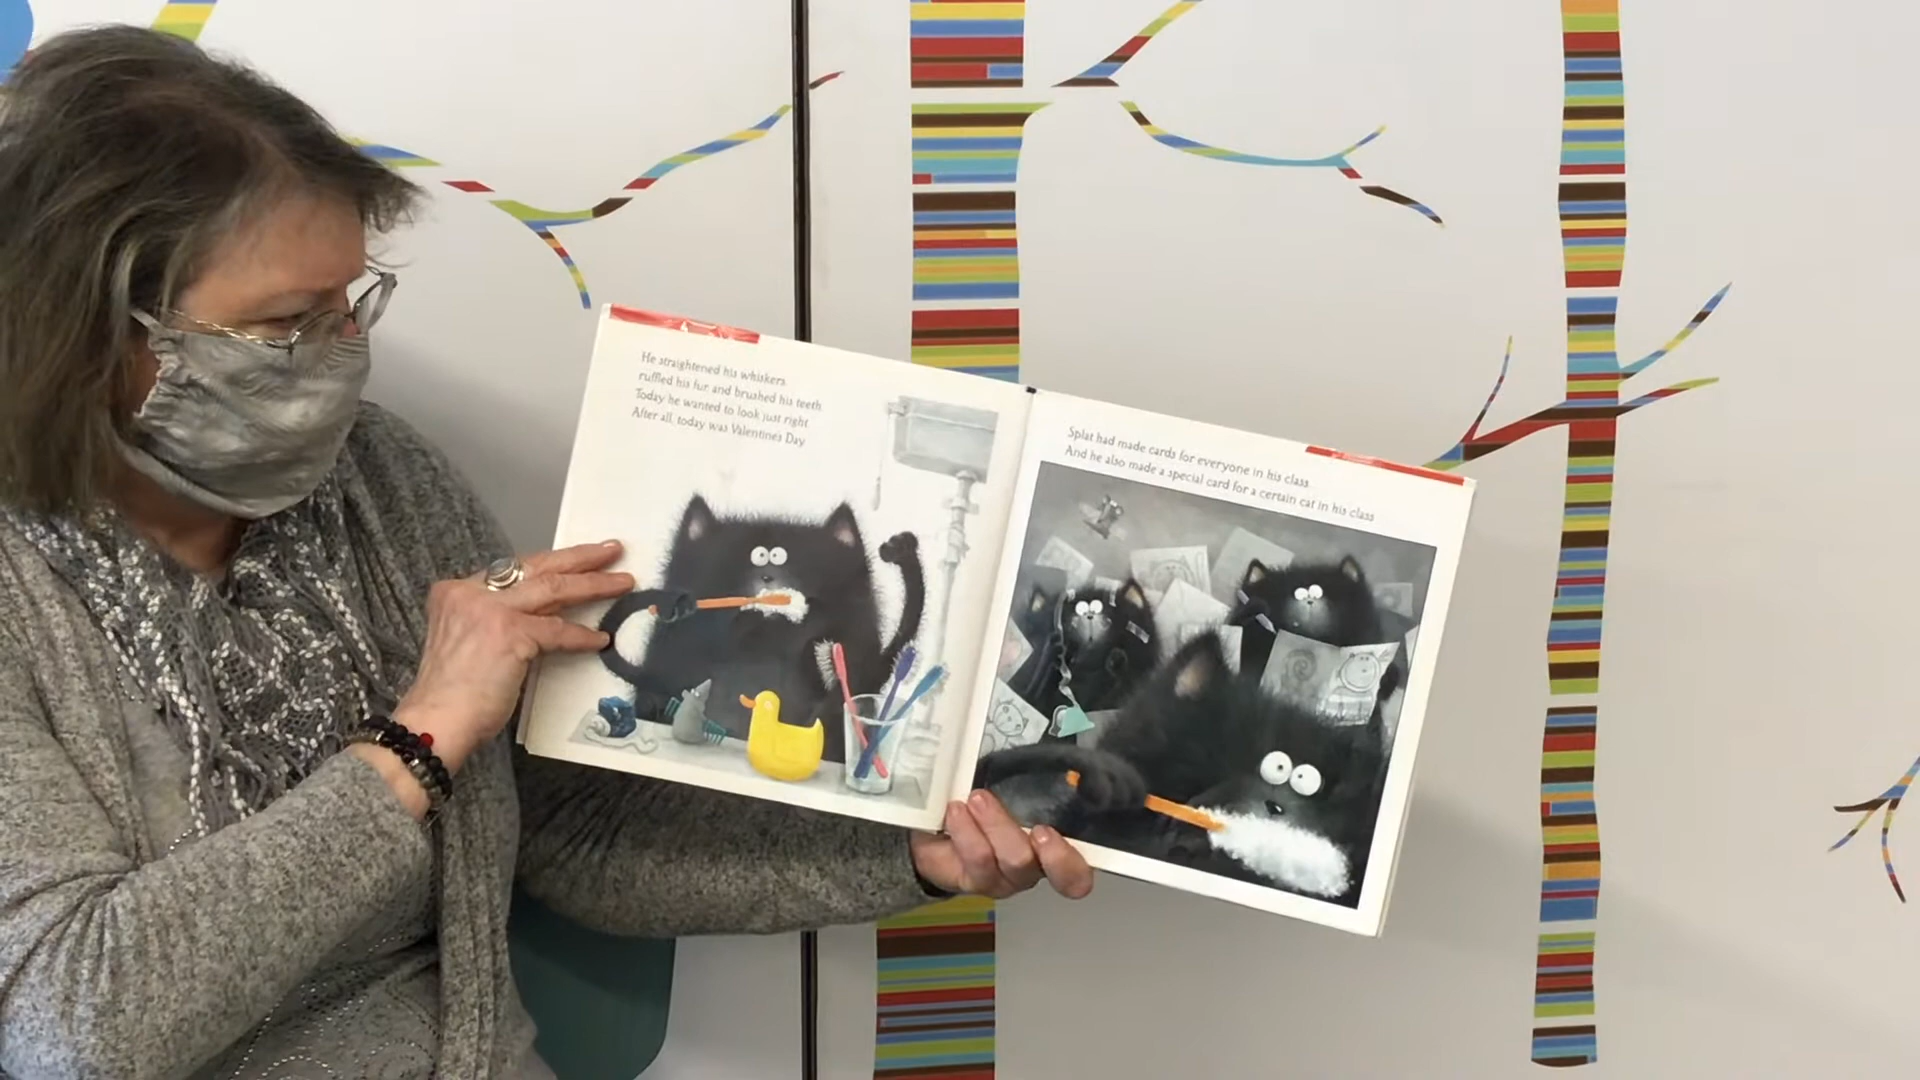 He straightened his whiskers,
ruffled his fur, and brushed his teeth.
Today he wanted to look just right.
After all, today was Valentine's Day.
Splat had made cards for everyone in his class.
And he also made a special card for a certain cat in his class